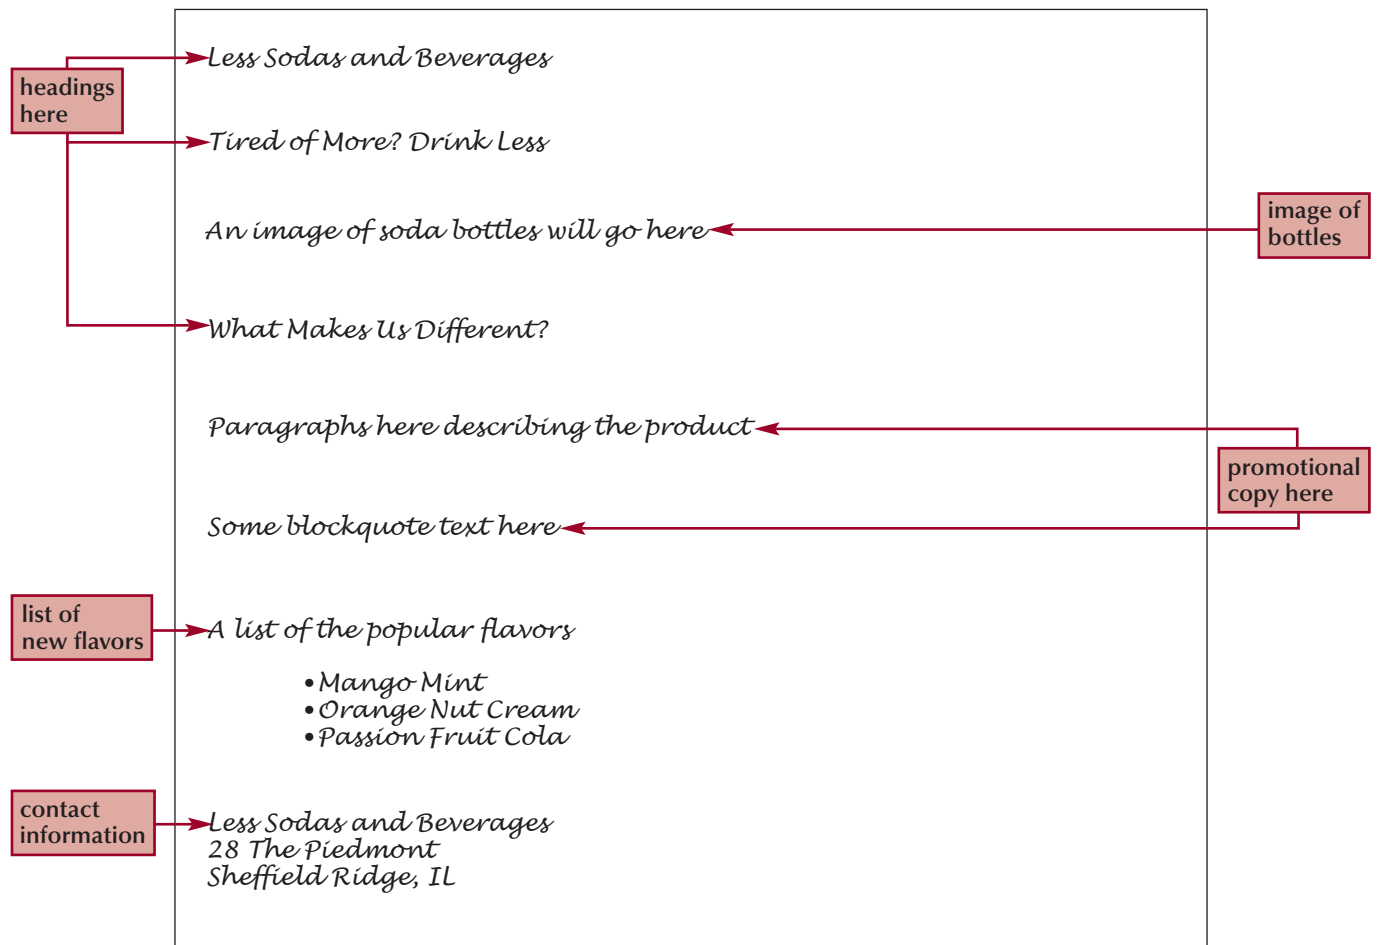 Less Sodas and Beverages
headings
here
Tired of More? Drink Less
image of
bottles
An image of soda bottles will go here
What Makes Us Different?
Paragraphs here describing the product
promotional
copy here
Some blockquote text here
list of
new flavors
A list of the popular flavors
•Mango Mint
•Orange Nut Cream
•Passion Fruit Cola
contact
information
Less Sodas and Beverages
28 The Piedmont
Sheffield Ridge, IL